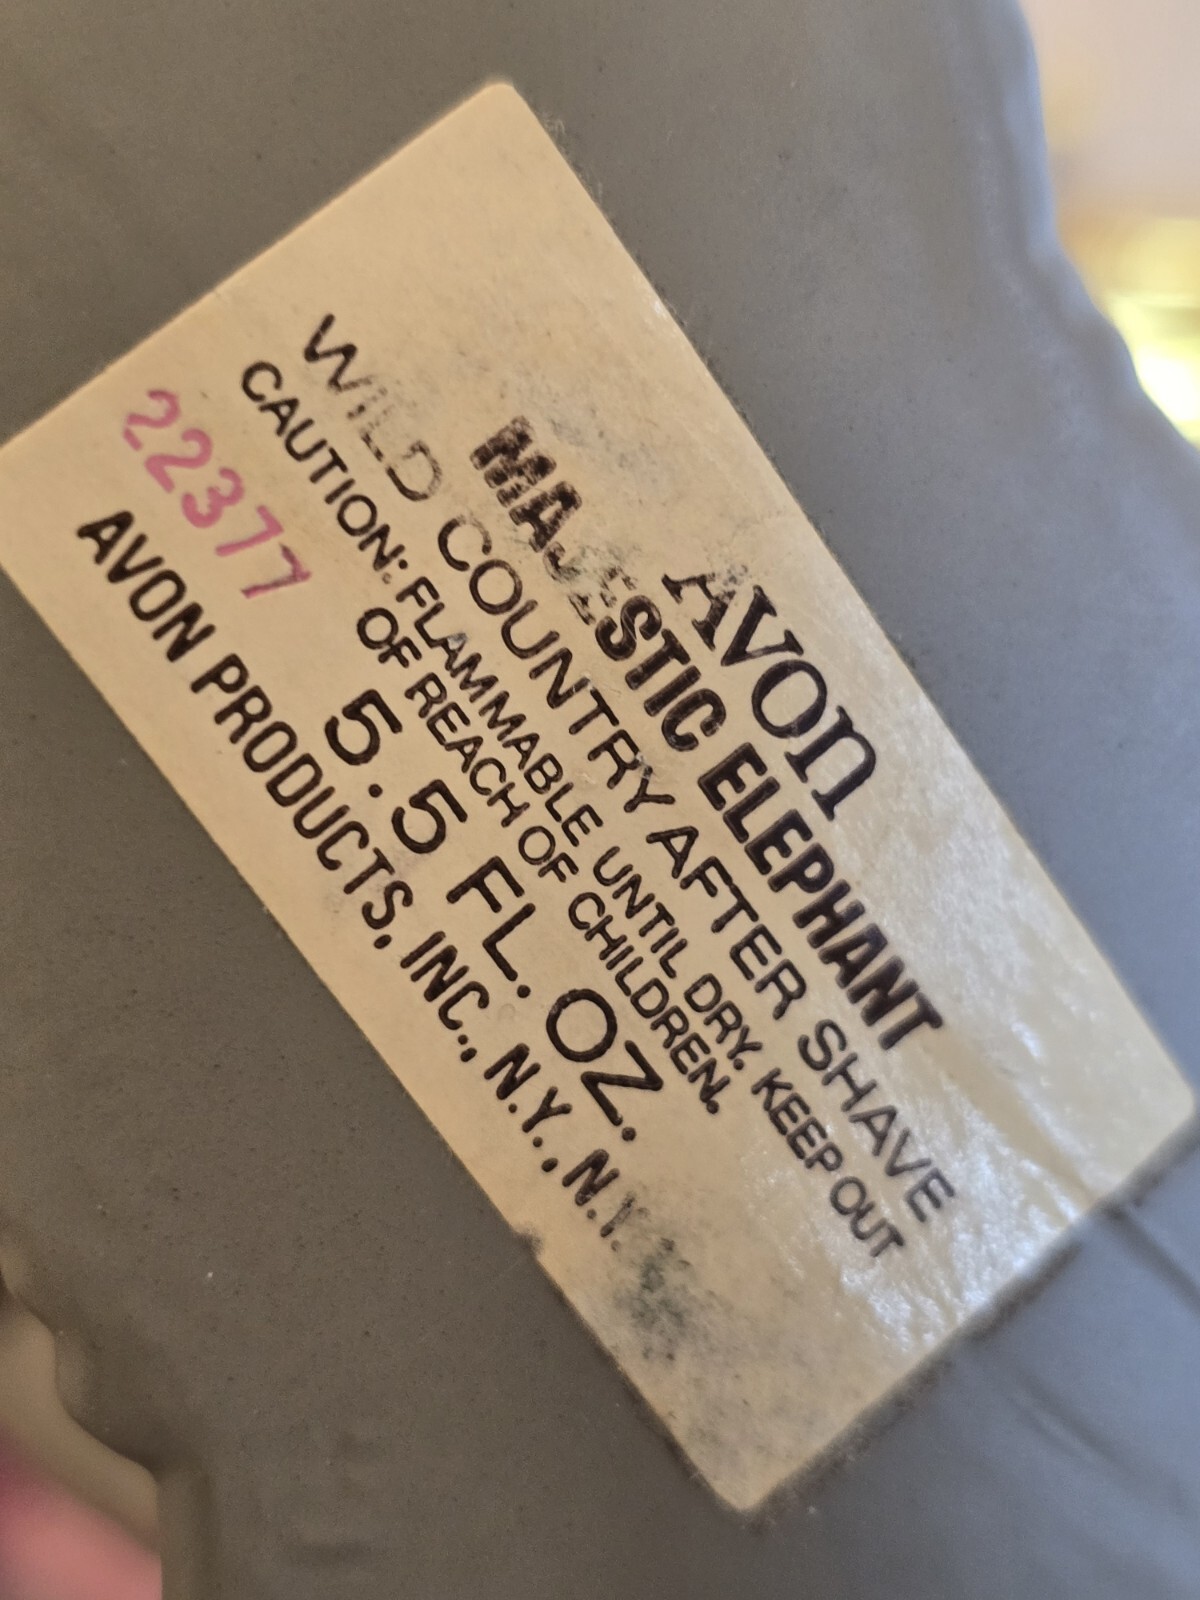 AVON
MAJESTIC ELEPHANT
WILD COUNTRY AFTER SHAVE
CAUTION: FLAMMABLE UNTIL DRY. KEEP OUT
OF REACH OF CHILDREN.
5.5 FL. OZ.
22377
AVON PRODUCTS, INC., N.Y., N.Y.